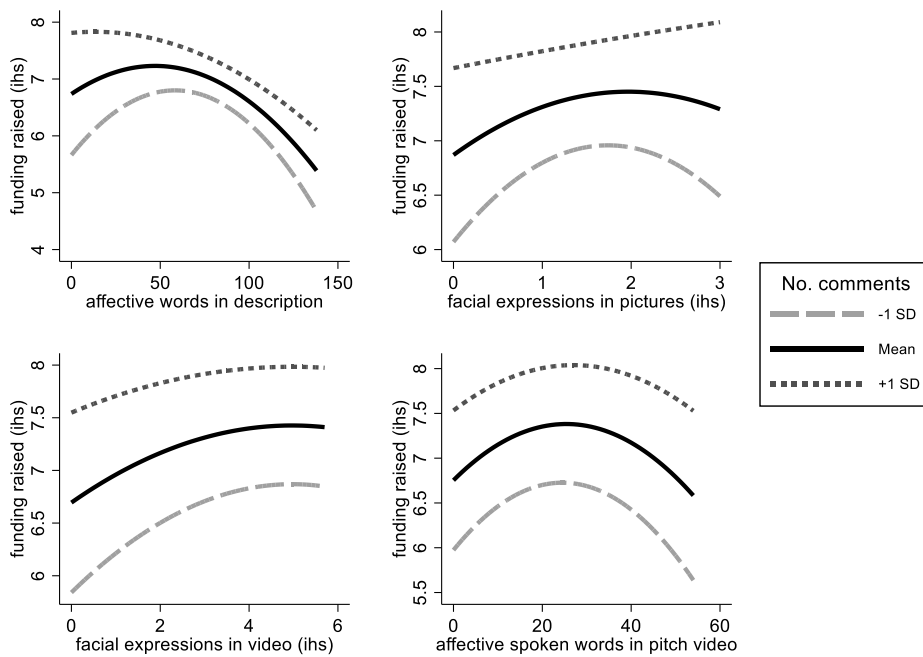 funding raised (ihs)
8
7
6
5
4
0 50 100 150
affective words in description
funding raised (ihs)
8
7.5
7
6.5
6
0 1 2 3
facial expressions in pictures (ihs)
No. comments
-1 SD
Mean
+1 SD
funding raised (ihs)
8
7.5
7
6.5
6
0 2 4 6
facial expressions in video (ihs)
funding raised (ihs)
8
7.5
7
6.5
6
5.5
0 20 40 60
affective spoken words in pitch video